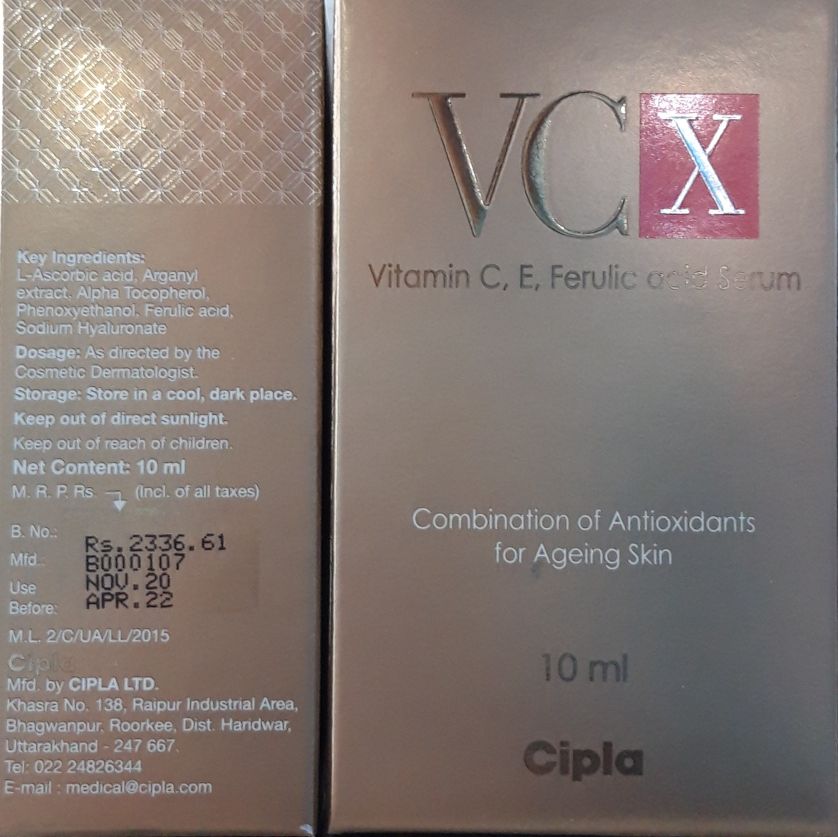 Key Ingredients:
L-Ascorbic acid, Arganyl
extract, Alpha Tocopherol,
Phenoxyethanol. Ferulic acid,
Sodium Hyaluronate
Dosage: As directed by the
Cosmetic Dermatologist.
Storage: Store in a cool, dark place.
Keep out of direct sunlight.
Keep out of reach of children.
Net Content: 10 ml
M. R. P. Rs. (Incl. of all taxes)
Rs.2336.61
B. No.: B000107
Mfd.: NOV.20
Use
Before: APR.22
M.L. 2/C/UA/LL/2015
Cipla
Mfd. by CIPLA LTD.
Khasra No. 138, Raipur Industrial Area,
Bhagwanpur, Roorkee, Dist. Haridwar,
Uttarakhand - 247 667.
Tel: 022 24826344
E-mail : medical@cipla.com
VCX
Vitamin C, E, Ferulic acid Serum
Combination of Antioxidants
for Ageing Skin
10 ml
Cipla